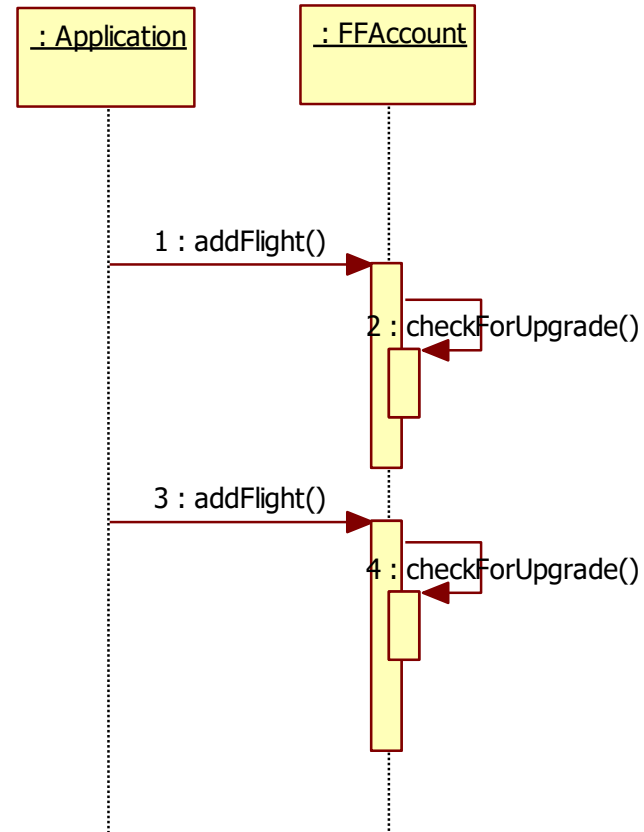 : Application
: FFAccount
1 : addFlight()
2 : checkForUpgrade()
3 : addFlight()
4 : checkForUpgrade()